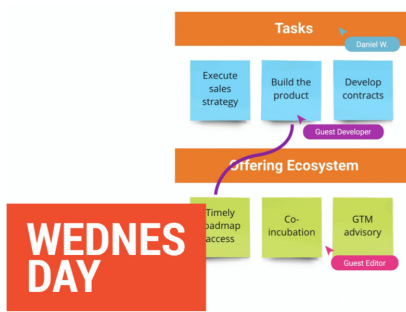 Tasks
Daniel W.
Execute
sales
strategy
Build the
product
Develop
contracts
Guest Developer
Offering Ecosystem
Timely
roadmap
access
Co-
incubation
GTM
advisory
Guest Editor
WEDNES
DAY